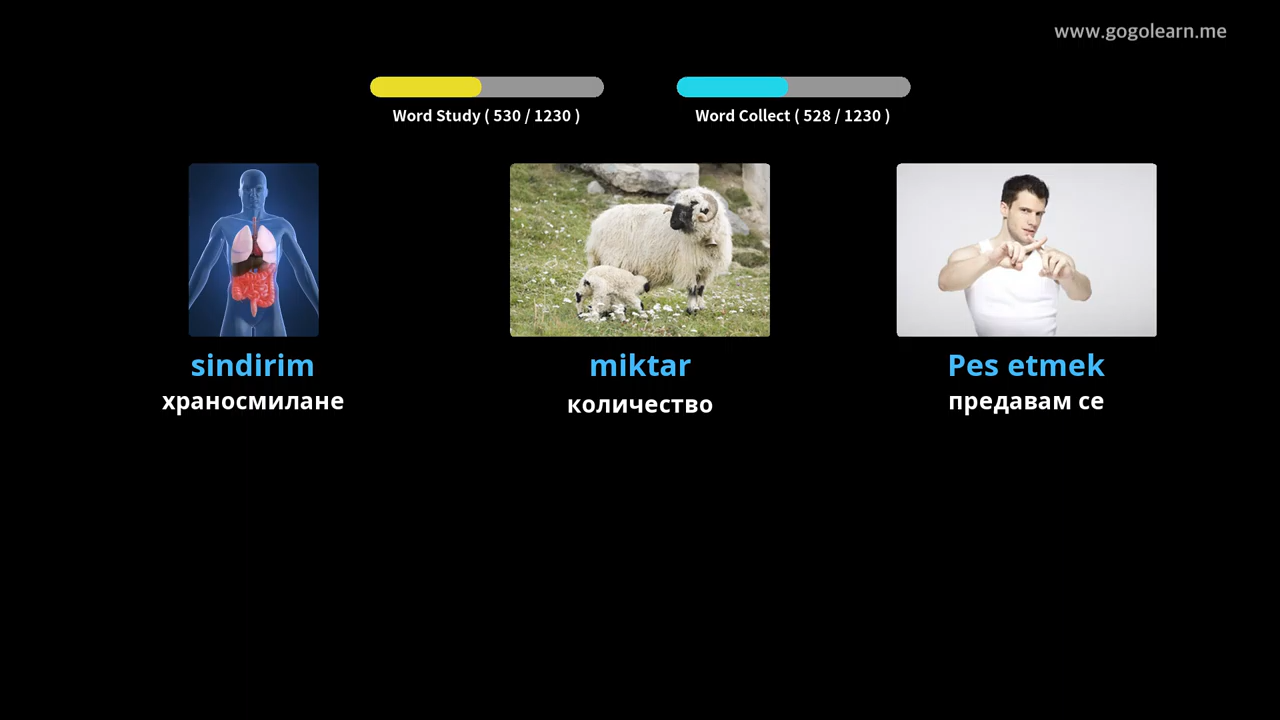 www.gogolearn.me
Word Study ( 530 / 1230 )
Word Collect ( 528 / 1230 )
sindirim
miktar
Pes etmek
храносмилане
количество
предавам се